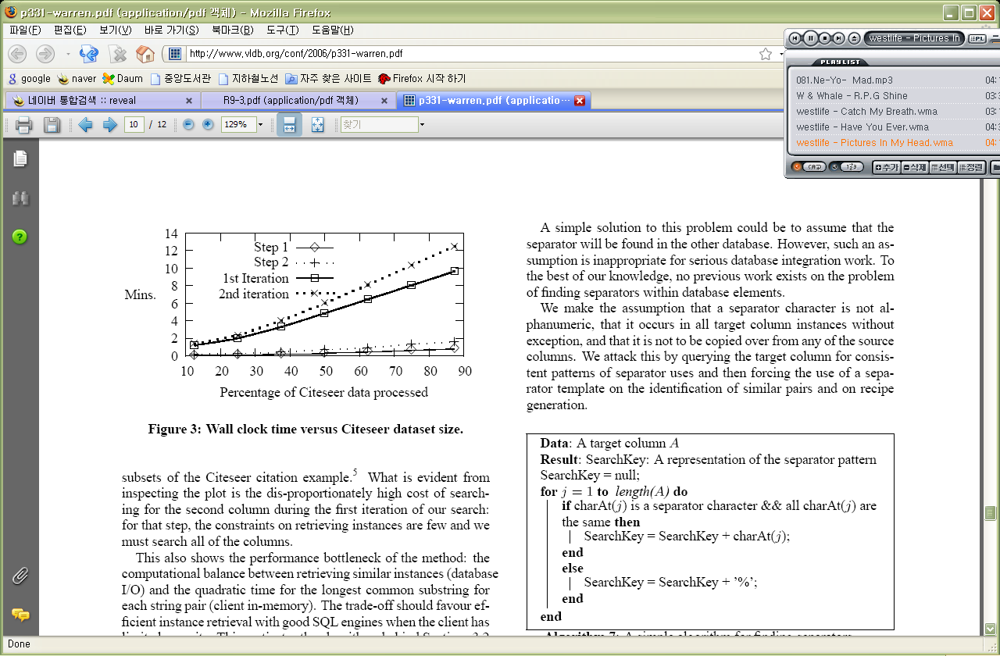 p331-warren.pdf (application/pdf 객체) - Mozilla Firefox
파일(F) 편집(E) 보기(V) 바로 가기(S) 북마크(B) 도구(T) 도움말(H)
http://www.vldb.org/conf/2006/p331-warren.pdf
google naver Daum 중앙도서관 지하철노선 자주 찾은 사이트 Firefox 시작 하기
네이버 통합검색 :: reveal R9-3.pdf (application/pdf 객체) p331-warren.pdf (applicatio…
10 / 12 129% 찾기
westlife - Pictures In EPL
PLAYLIST
081.Ne-Yo- Mad.mp3 04:
W & Whale - R.P.G Shine 03:
westlife - Catch My Breath.wma 03:
westlife - Have You Ever.wma 04:
westlife - Pictures In My Head.wma 04:
추가 삭제 선택 정렬
14
12
10
8
6
4
2
0
Mins.
Step 1
Step 2
1st Iteration
2nd iteration
10 20 30 40 50 60 70 80 90
Percentage of Citeseer data processed
Figure 3: Wall clock time versus Citeseer dataset size.
subsets of the Citeseer citation example.5 What is evident from
inspecting the plot is the dis-proportionately high cost of search-
ing for the second column during the first iteration of our search:
for that step, the constraints on retrieving instances are few and we
must search all of the columns.
This also shows the performance bottleneck of the method: the
computational balance between retrieving similar instances (database
I/O) and the quadratic time for the longest common substring for
each string pair (client in-memory). The trade-off should favour ef-
ficient instance retrieval with good SQL engines when the client has
A simple solution to this problem could be to assume that the
separator will be found in the other database. However, such an as-
sumption is inappropriate for serious database integration work. To
the best of our knowledge, no previous work exists on the problem
of finding separators within database elements.
We make the assumption that a separator character is not al-
phanumeric, that it occurs in all target column instances without
exception, and that it is not to be copied over from any of the source
columns. We attack this by querying the target column for consis-
tent patterns of separator uses and then forcing the use of a sepa-
rator template on the identification of similar pairs and on recipe
generation.
Data: A target column A
Result: SearchKey: A representation of the separator pattern
SearchKey = null;
for j = 1 to length(A) do
if charAt(j) is a separator character && all charAt(j) are
the same then
SearchKey = SearchKey + charAt(j);
end
else
SearchKey = SearchKey + '%';
end
end
Algorithm 7: A simple algorithm for finding separators
Done